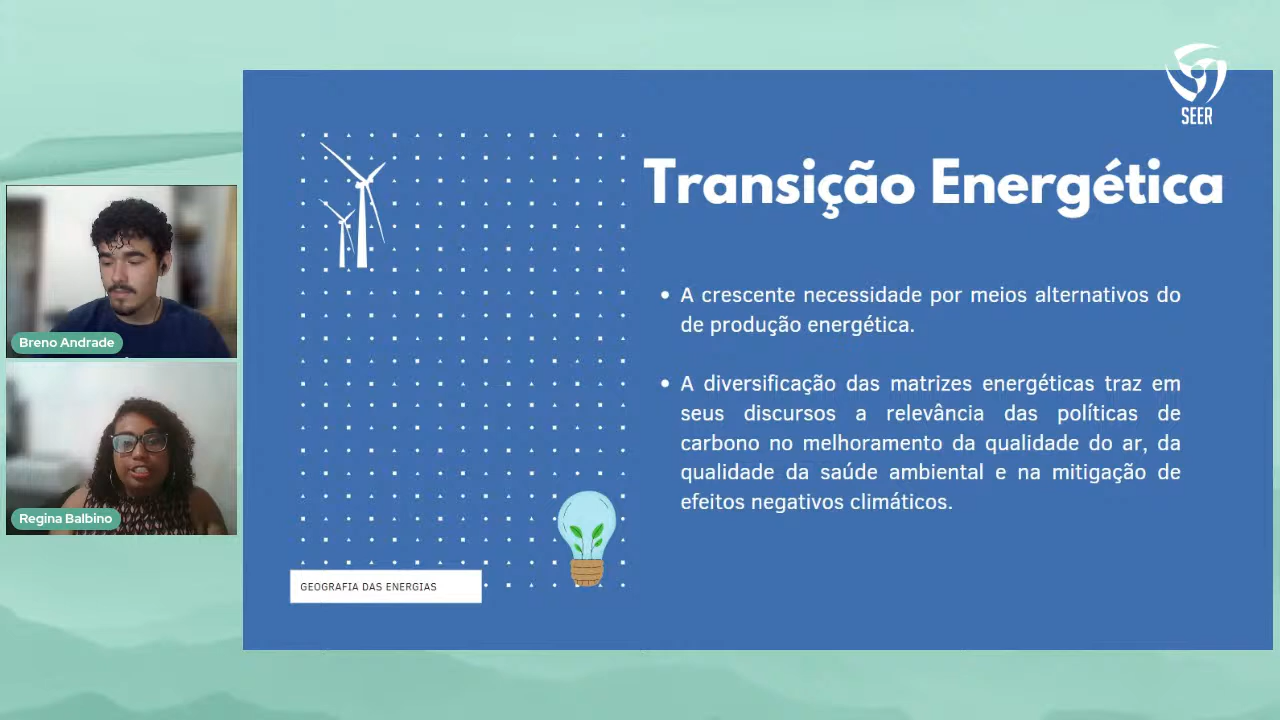 SEER
Transição Energética
• A crescente necessidade por meios alternativos do
de produção energética.
• A diversificação das matrizes energéticas traz em
seus discursos a relevância das políticas de
carbono no melhoramento da qualidade do ar, da
qualidade da saúde ambiental e na mitigação de
efeitos negativos climáticos.
GEOGRAFIA DAS ENERGIAS
Breno Andrade
Regina Balbino